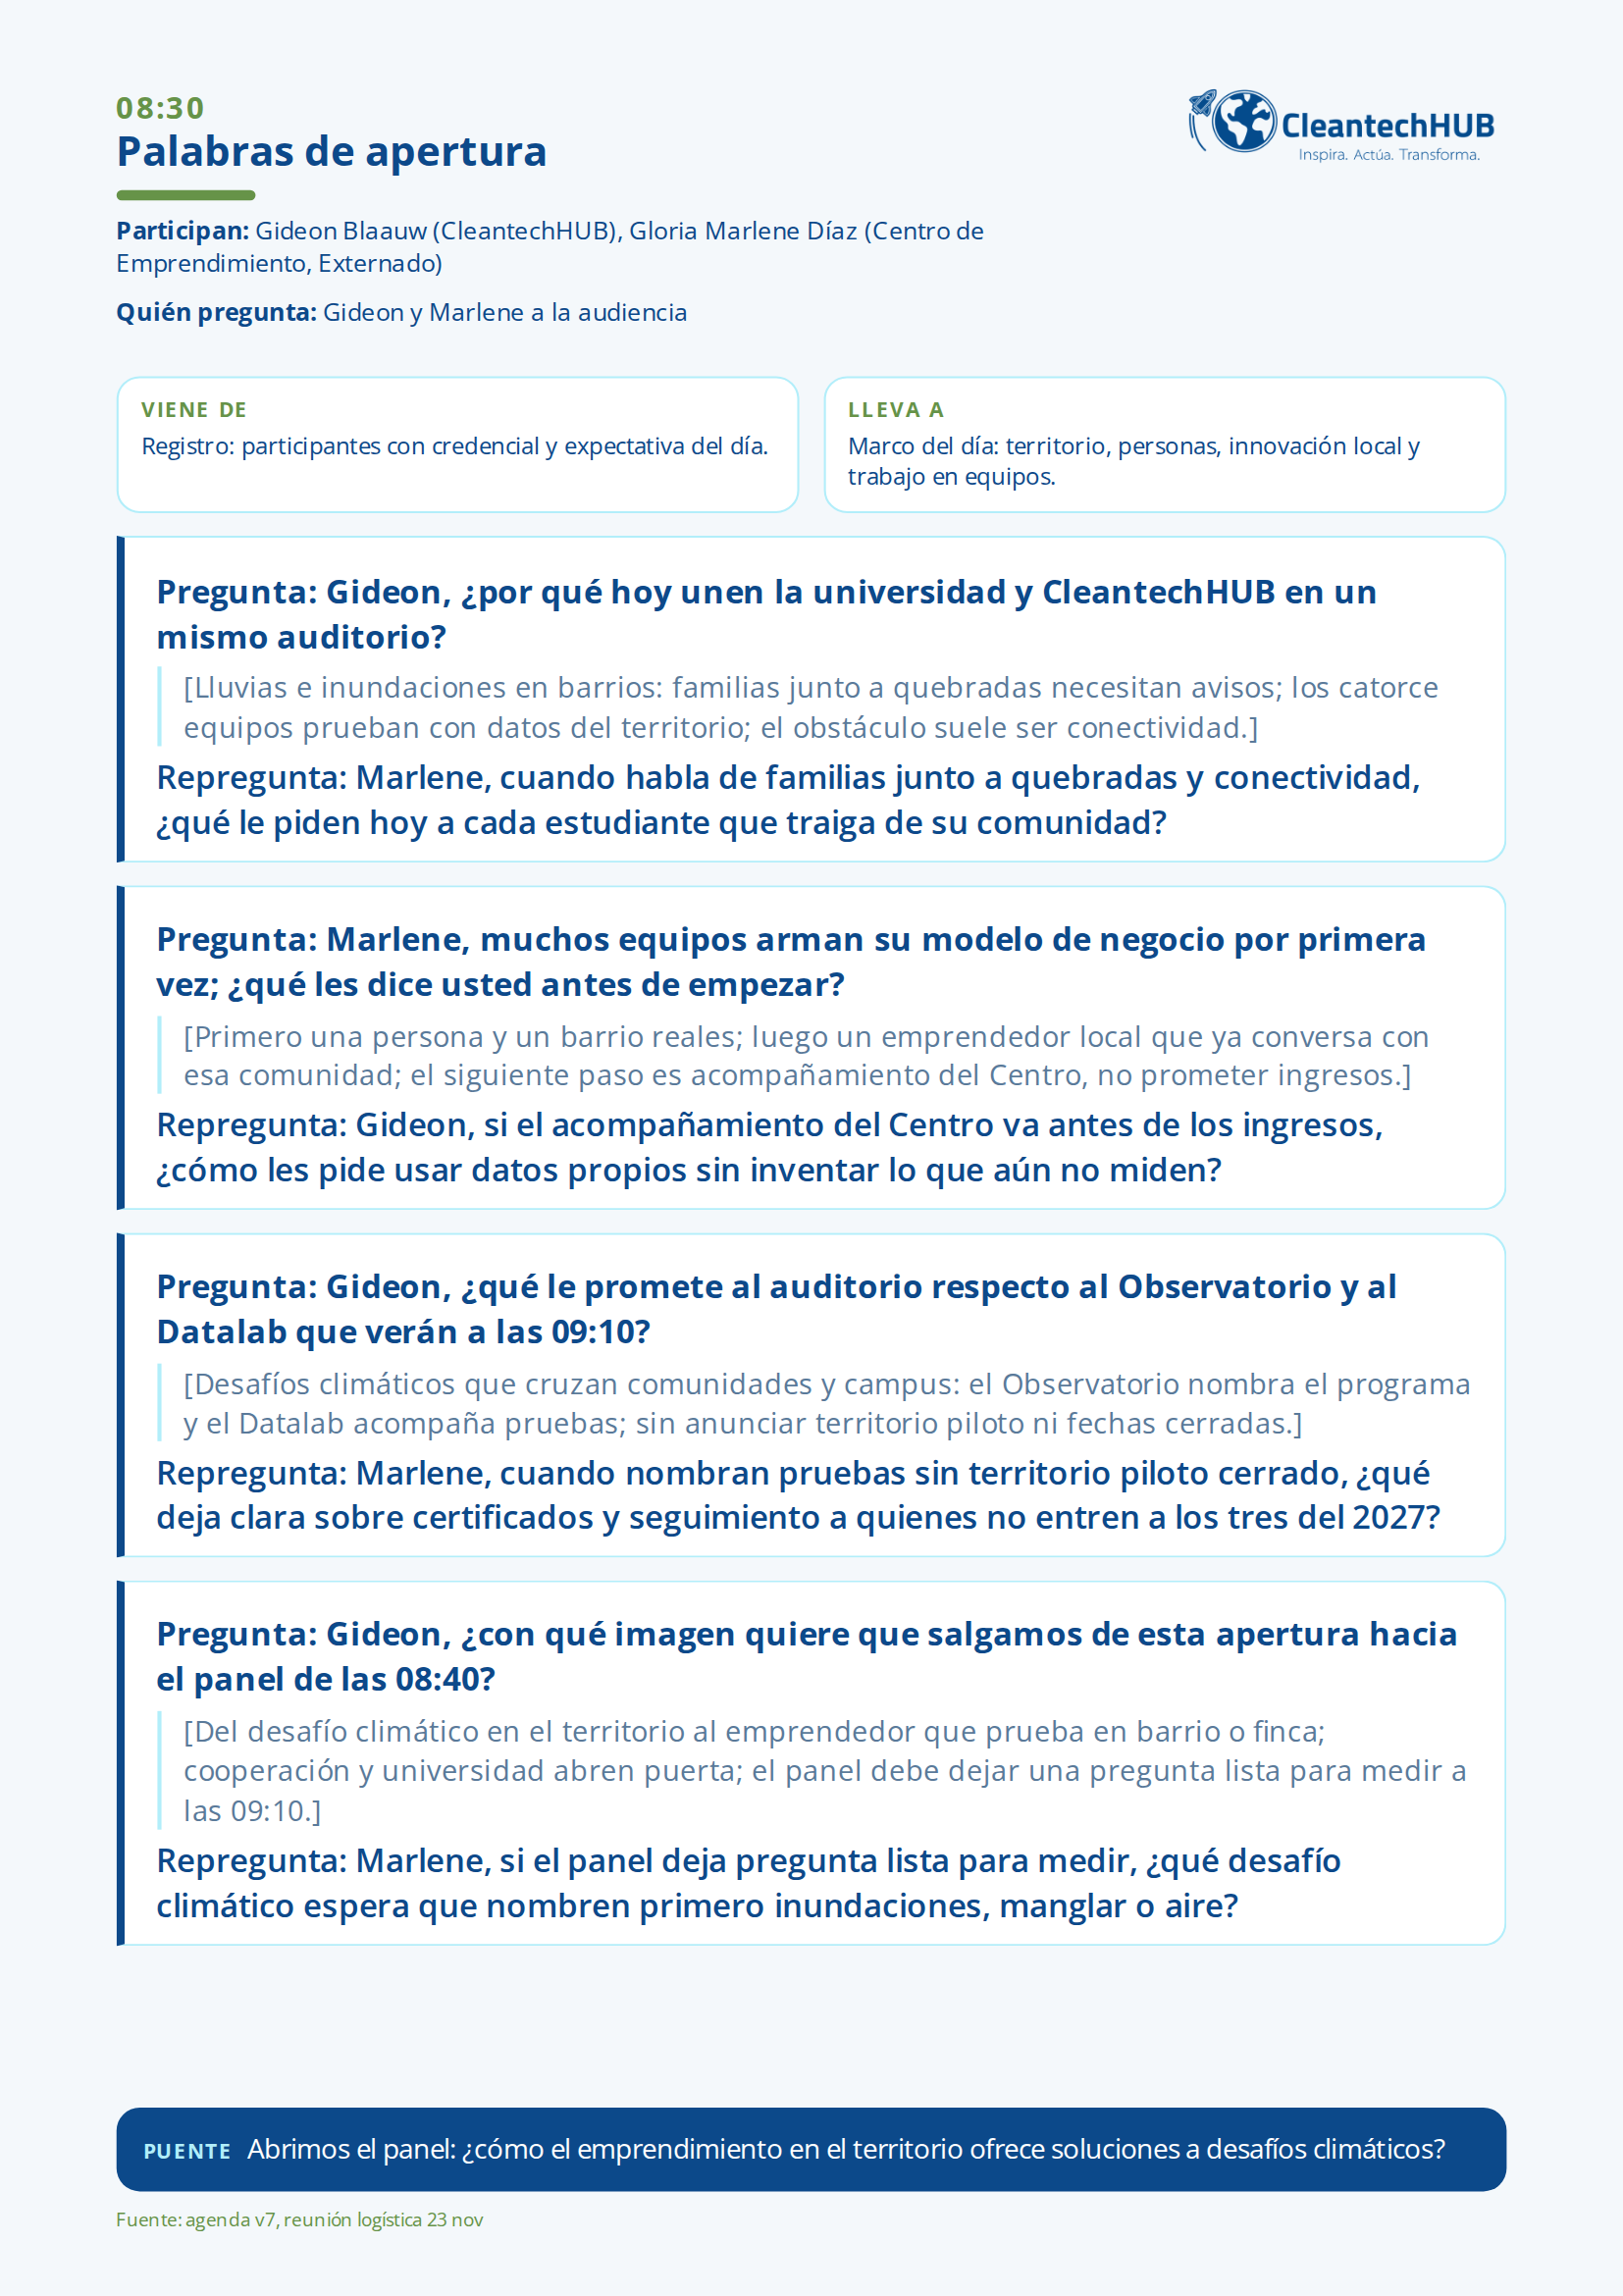 08:30
Palabras de apertura
CleantechHUB
Inspira. Actúa. Transforma.
Participan: Gideon Blaauw (CleantechHUB), Gloria Marlene Díaz (Centro de
Emprendimiento, Externado)
Quién pregunta: Gideon y Marlene a la audiencia
VIENE DE
Registro: participantes con credencial y expectativa del día.
LLEVA A
Marco del día: territorio, personas, innovación local y
trabajo en equipos.
Pregunta: Gideon, ¿por qué hoy unen la universidad y CleantechHUB en un
mismo auditorio?
[Lluvias e inundaciones en barrios: familias junto a quebradas necesitan avisos; los catorce
equipos prueban con datos del territorio; el obstáculo suele ser conectividad.]
Repregunta: Marlene, cuando habla de familias junto a quebradas y conectividad,
¿qué le piden hoy a cada estudiante que traiga de su comunidad?
Pregunta: Marlene, muchos equipos arman su modelo de negocio por primera
vez; ¿qué les dice usted antes de empezar?
[Primero una persona y un barrio reales; luego un emprendedor local que ya conversa con
esa comunidad; el siguiente paso es acompañamiento del Centro, no prometer ingresos.]
Repregunta: Gideon, si el acompañamiento del Centro va antes de los ingresos,
¿cómo les pide usar datos propios sin inventar lo que aún no miden?
Pregunta: Gideon, ¿qué le promete al auditorio respecto al Observatorio y al
Datalab que verán a las 09:10?
[Desafíos climáticos que cruzan comunidades y campus: el Observatorio nombra el programa
y el Datalab acompaña pruebas; sin anunciar territorio piloto ni fechas cerradas.]
Repregunta: Marlene, cuando nombran pruebas sin territorio piloto cerrado, ¿qué
deja clara sobre certificados y seguimiento a quienes no entren a los tres del 2027?
Pregunta: Gideon, ¿con qué imagen quiere que salgamos de esta apertura hacia
el panel de las 08:40?
[Del desafío climático en el territorio al emprendedor que prueba en barrio o finca;
cooperación y universidad abren puerta; el panel debe dejar una pregunta lista para medir a
las 09:10.]
Repregunta: Marlene, si el panel deja pregunta lista para medir, ¿qué desafío
climático espera que nombren primero inundaciones, manglar o aire?
PUENTE Abrimos el panel: ¿cómo el emprendimiento en el territorio ofrece soluciones a desafíos climáticos?
Fuente: agenda v7, reunión logística 23 nov